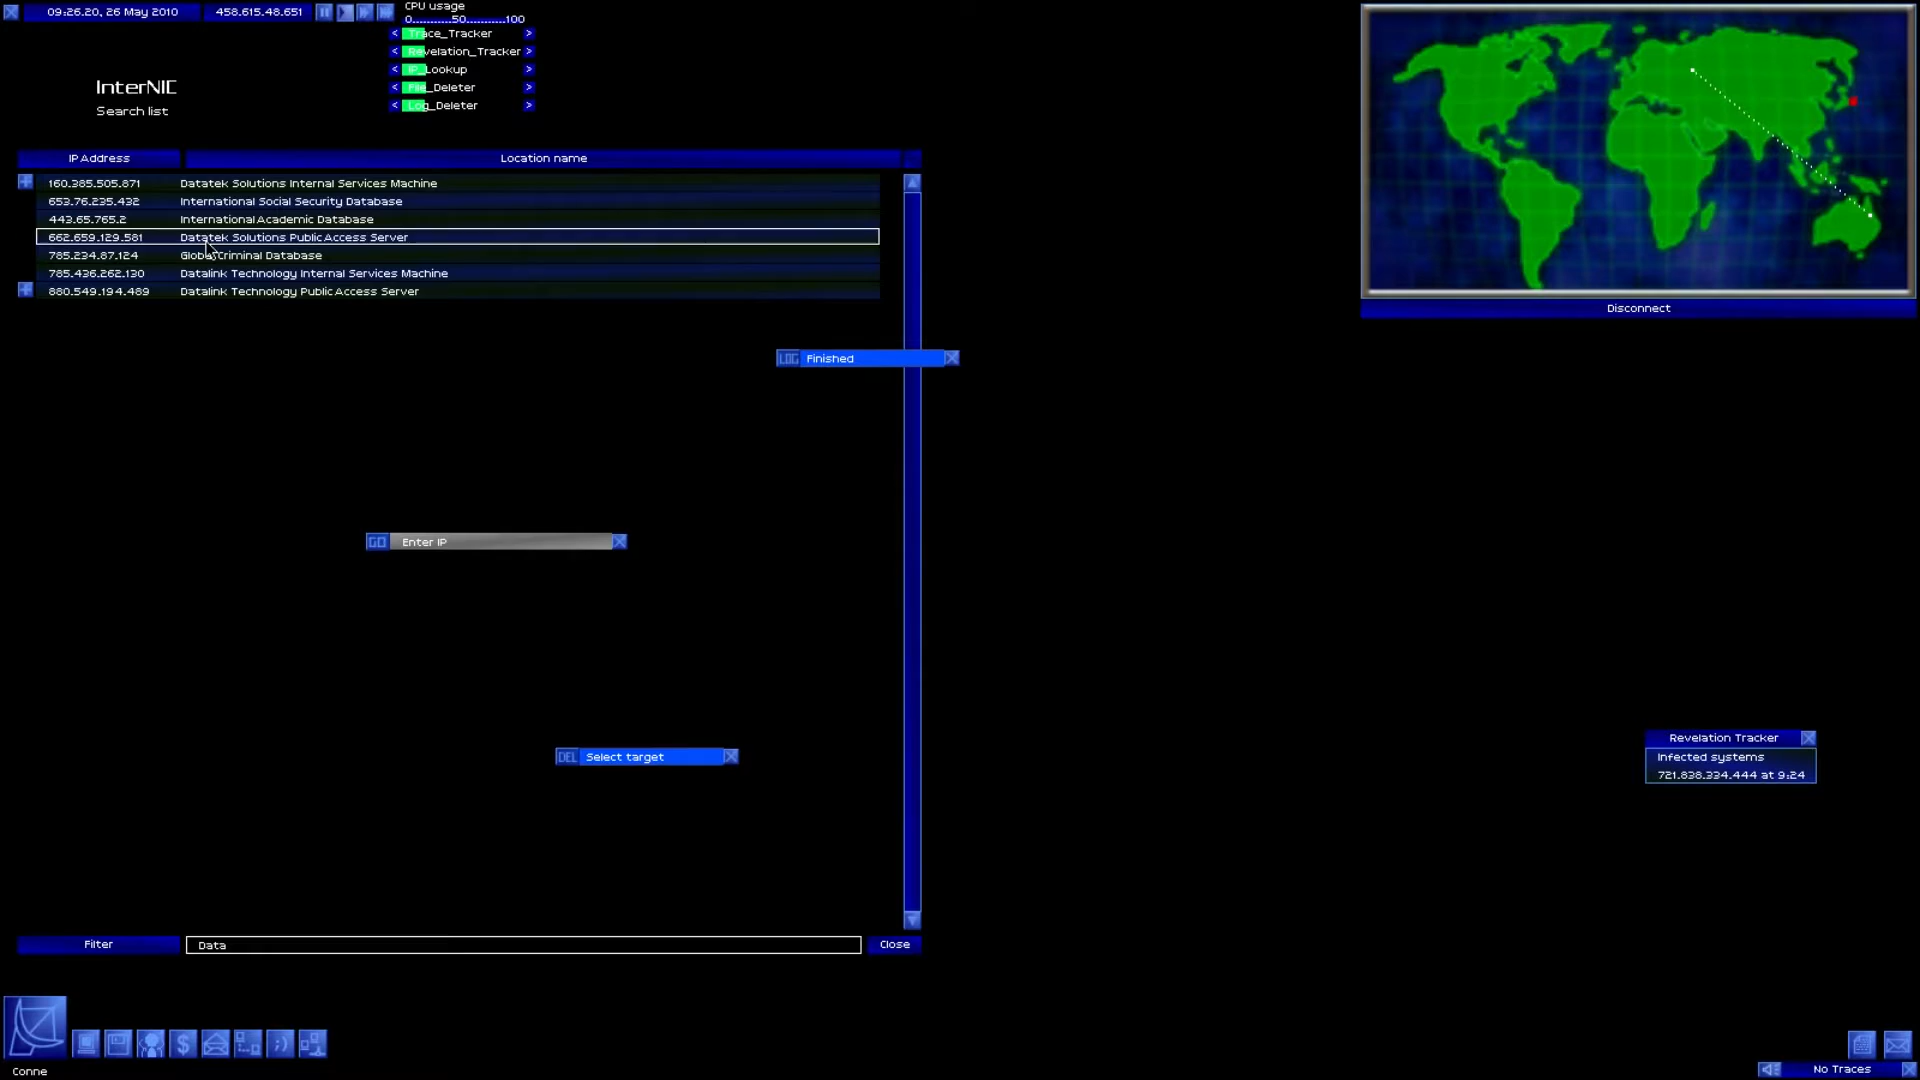 09:26.20, 26 May 2010
458.615.48.651
CPU usage
0............50...........100
Trace_Tracker
Revelation_Tracker
IP_Lookup
File_Deleter
Log_Deleter
InterNIC
Search list
IP Address Location name
160.385.505.871 Datatek Solutions Internal Services Machine
653.76.235.432 International Social Security Database
443.65.765.2 International Academic Database
662.659.129.581 Datatek Solutions Public Access Server
785.234.87.124 Global Criminal Database
785.436.262.130 Datalink Technology Internal Services Machine
880.549.194.489 Datalink Technology Public Access Server
Disconnect
LOG Finished
GO Enter IP
DEL Select target
Revelation Tracker
Infected systems
721.838.334.444 at 9:24
Filter Data Close
Conne
No Traces